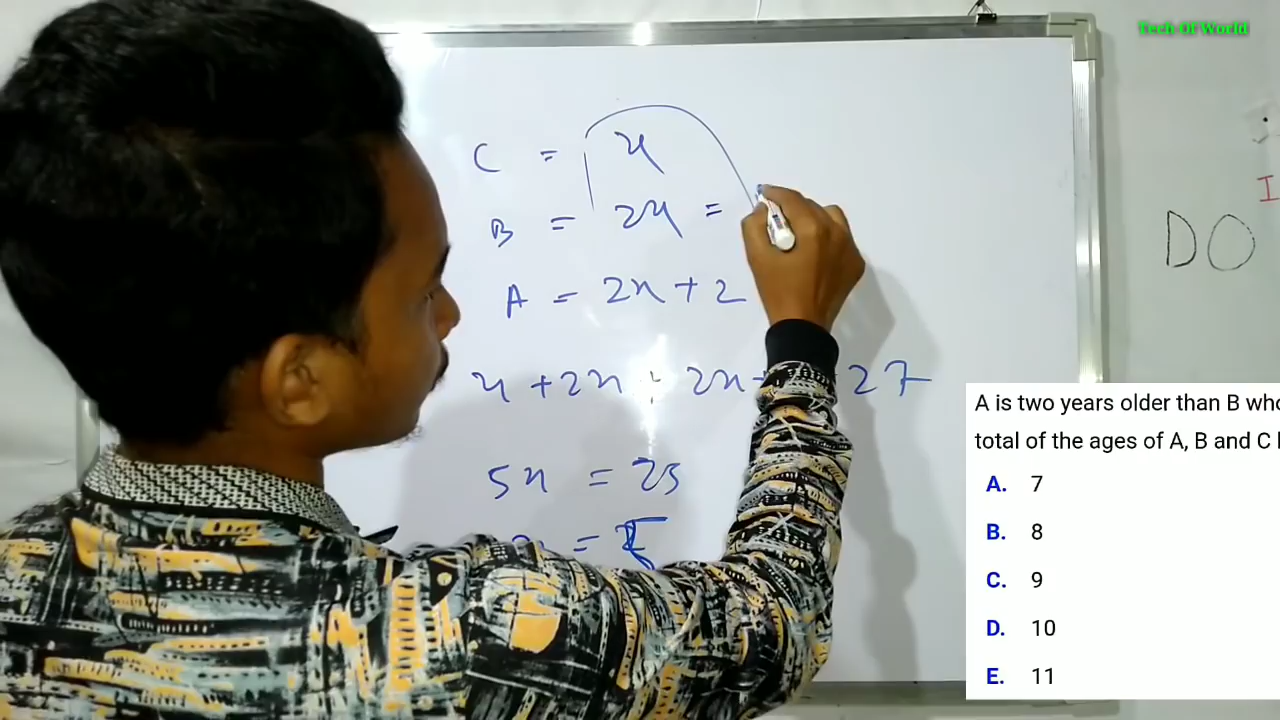 Tech Of World
C = x
B = 2x =
A = 2x + 2
x + 2x + 2x + 27
5x = 25
= 5
DO
I
A is two years older than B who
total of the ages of A, B and C
A. 7
B. 8
C. 9
D. 10
E. 11